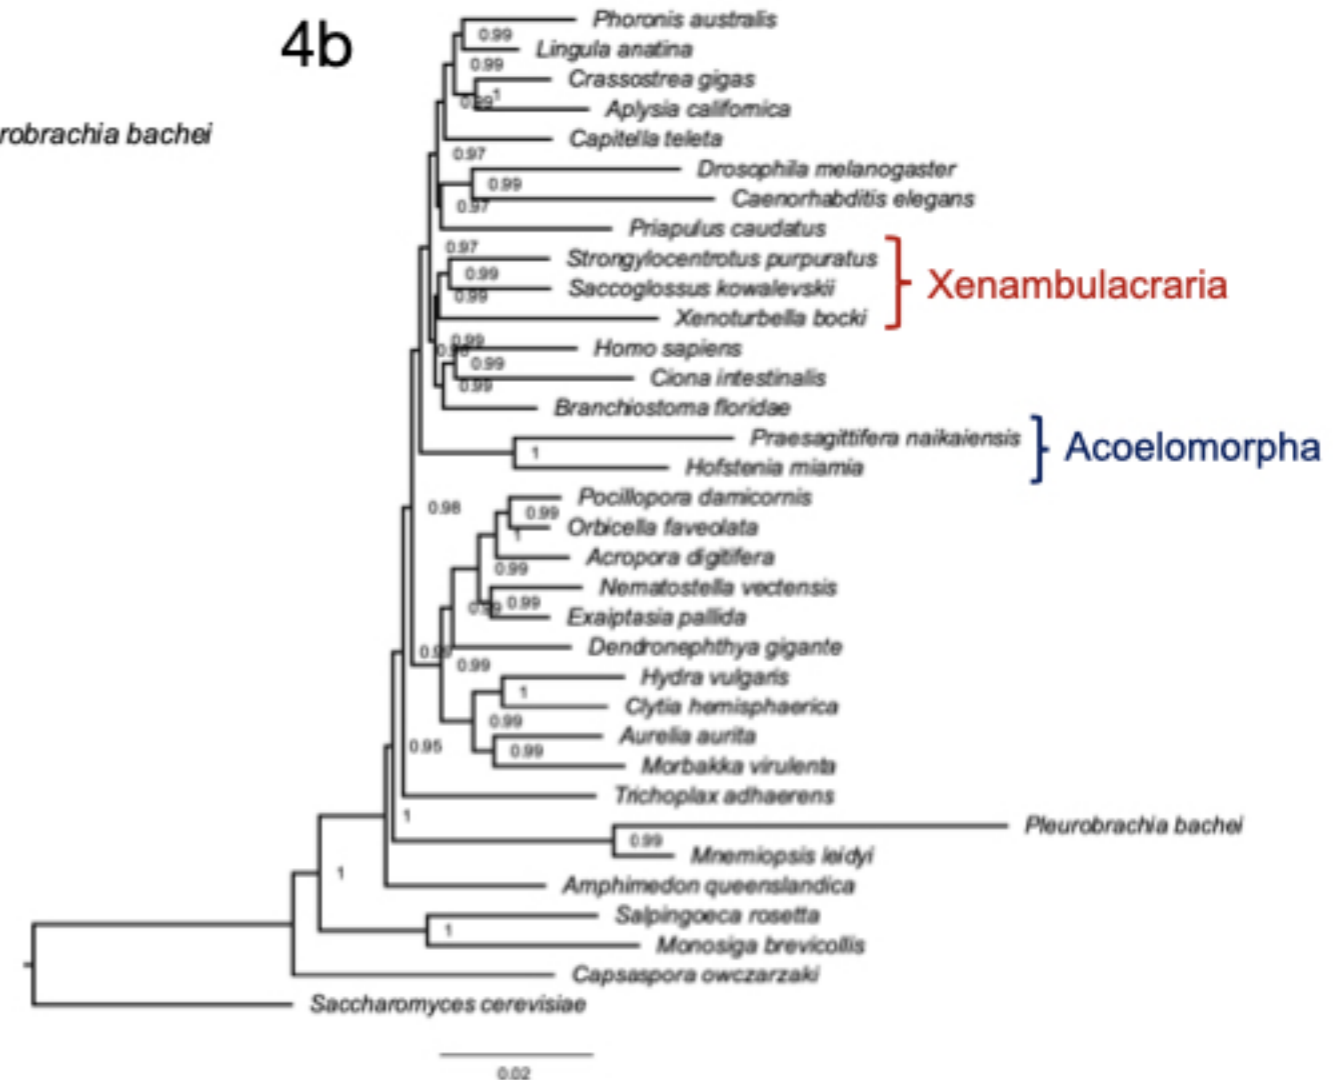 4b
Phoronis australis
0.99
Lingula anatina
0.99
Crassostrea gigas
1
Aplysia californica
robrachia bachei
Capitella teleta
0.97
Drosophila melanogaster
0.99
Caenorhabditis elegans
0.97
Priapulus caudatus
0.97
Strongylocentrotus purpuratus
0.99
Xenambulacraria
Saccoglossus kowalevskii
0.99
Xenoturbella bocki
0.99
Homo sapiens
0.99
Ciona intestinalis
0.99
Branchiostoma floridae
Praesagittifera naikaiensis
1
Acoelomorpha
Hofstenia miamia
Pocillopora damicornis
0.98
0.99
Orbicella faveolata
1
Acropora digitifera
0.99
Nematostella vectensis
0.99
Exaiptasia pallida
Dendronephthya gigante
0.99
Hydra vulgaris
1
Clytia hemisphaerica
0.99
Aurelia aurita
0.95
0.99
Morbakka virulenta
Trichoplax adhaerens
1
Pleurobrachia bachei
0.99
Mnemiopsis leidyi
1
Amphimedon queenslandica
Salpingoeca rosetta
1
Monosiga brevicollis
Capsaspora owczarzaki
Saccharomyces cerevisiae
0.02